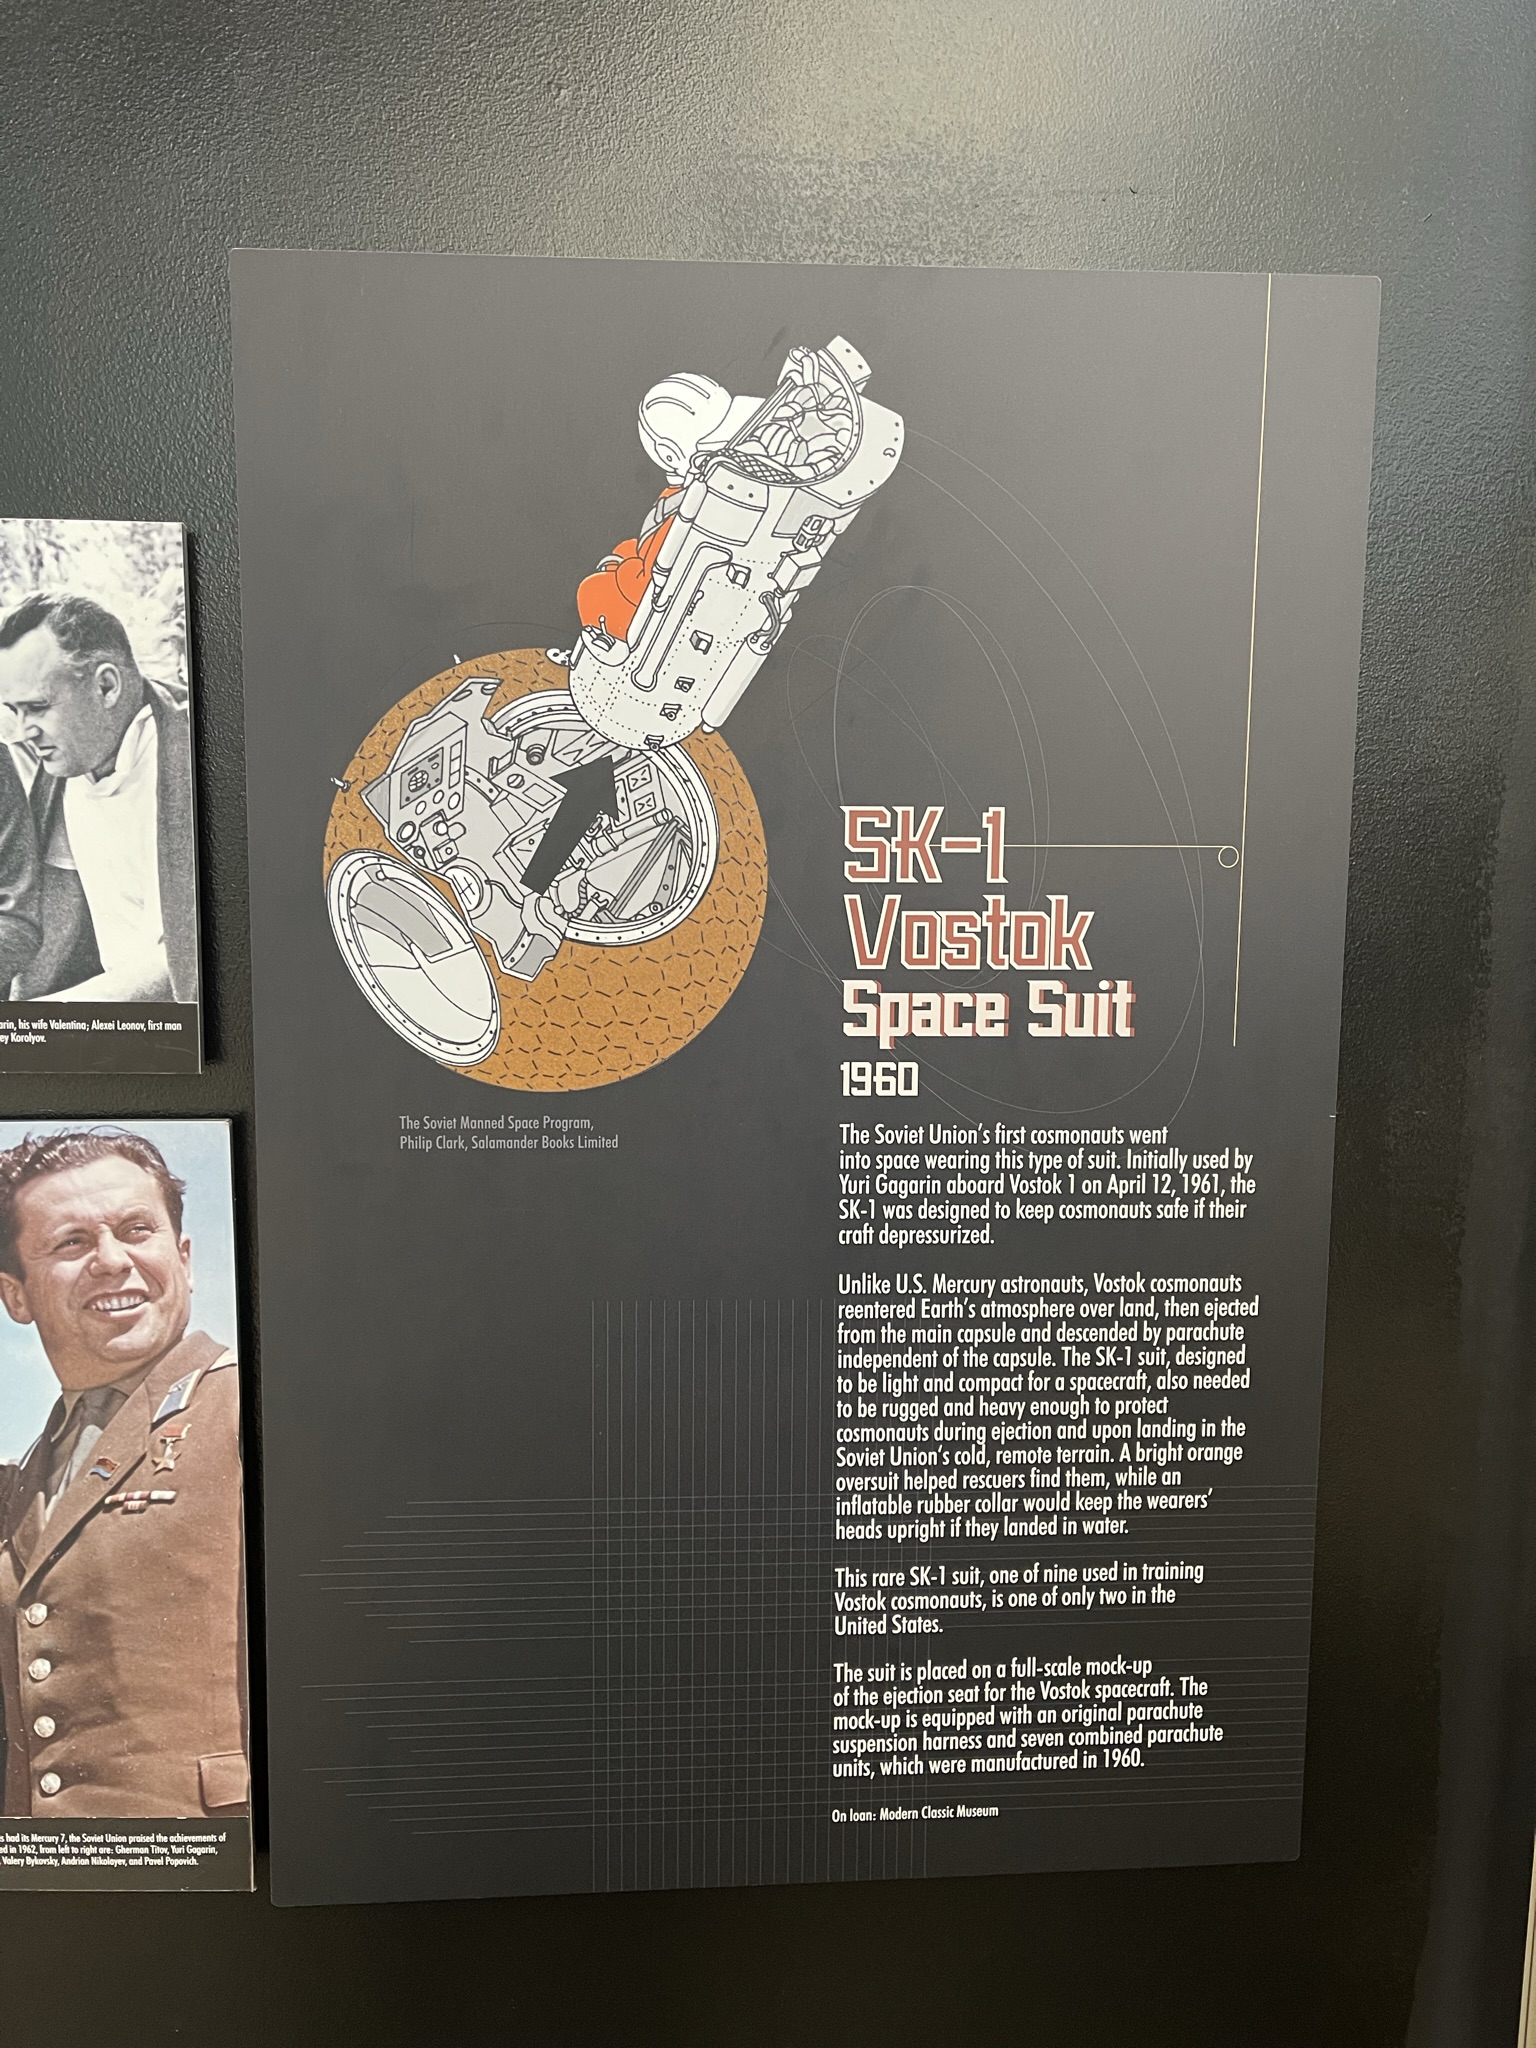 arin, his wife Valentina; Alexei Leonov, first man
ey Korolyov.
s had its Mercury 7, the Soviet Union praised the achievements of
ed in 1962, from left to right are: Gherman Titov, Yuri Gagarin,
Valery Bykovsky, Andrian Nikolayev, and Pavel Popovich.
The Soviet Manned Space Program,
Philip Clark, Salamander Books Limited
SK-1
Vostok
Space Suit
1960
The Soviet Union's first cosmonauts went
into space wearing this type of suit. Initially used by
Yuri Gagarin aboard Vostok 1 on April 12, 1961, the
SK-1 was designed to keep cosmonauts safe if their
craft depressurized.
Unlike U.S. Mercury astronauts, Vostok cosmonauts
reentered Earth's atmosphere over land, then ejected
from the main capsule and descended by parachute
independent of the capsule. The SK-1 suit, designed
to be light and compact for a spacecraft, also needed
to be rugged and heavy enough to protect
cosmonauts during ejection and upon landing in the
Soviet Union's cold, remote terrain. A bright orange
oversuit helped rescuers find them, while an
inflatable rubber collar would keep the wearers'
heads upright if they landed in water.
This rare SK-1 suit, one of nine used in training
Vostok cosmonauts, is one of only two in the
United States.
The suit is placed on a full-scale mock-up
of the ejection seat for the Vostok spacecraft. The
mock-up is equipped with an original parachute
suspension harness and seven combined parachute
units, which were manufactured in 1960.
On loan: Modern Classic Museum